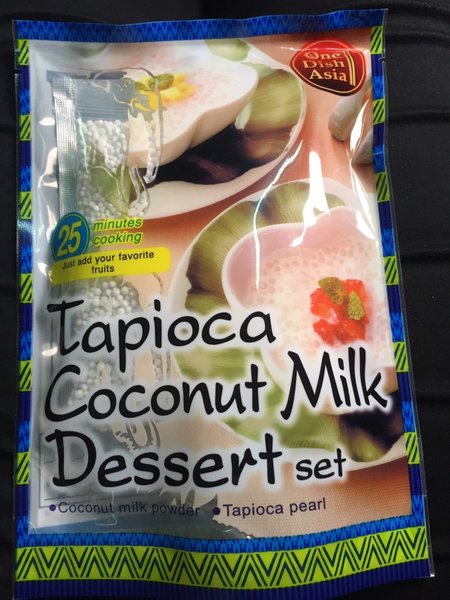 One
Dish
Asia
25 minutes
cooking
Just add your favorite
fruits
Tapioca
Coconut Milk
Dessert set
•Coconut milk powder •Tapioca pearl